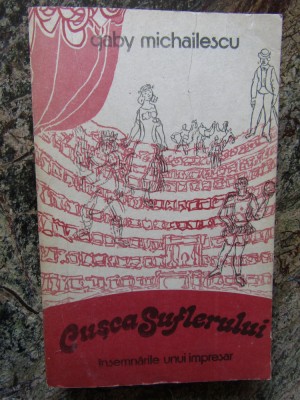 gaby michailescu
Cușca Suflerului
însemnările unui impresar